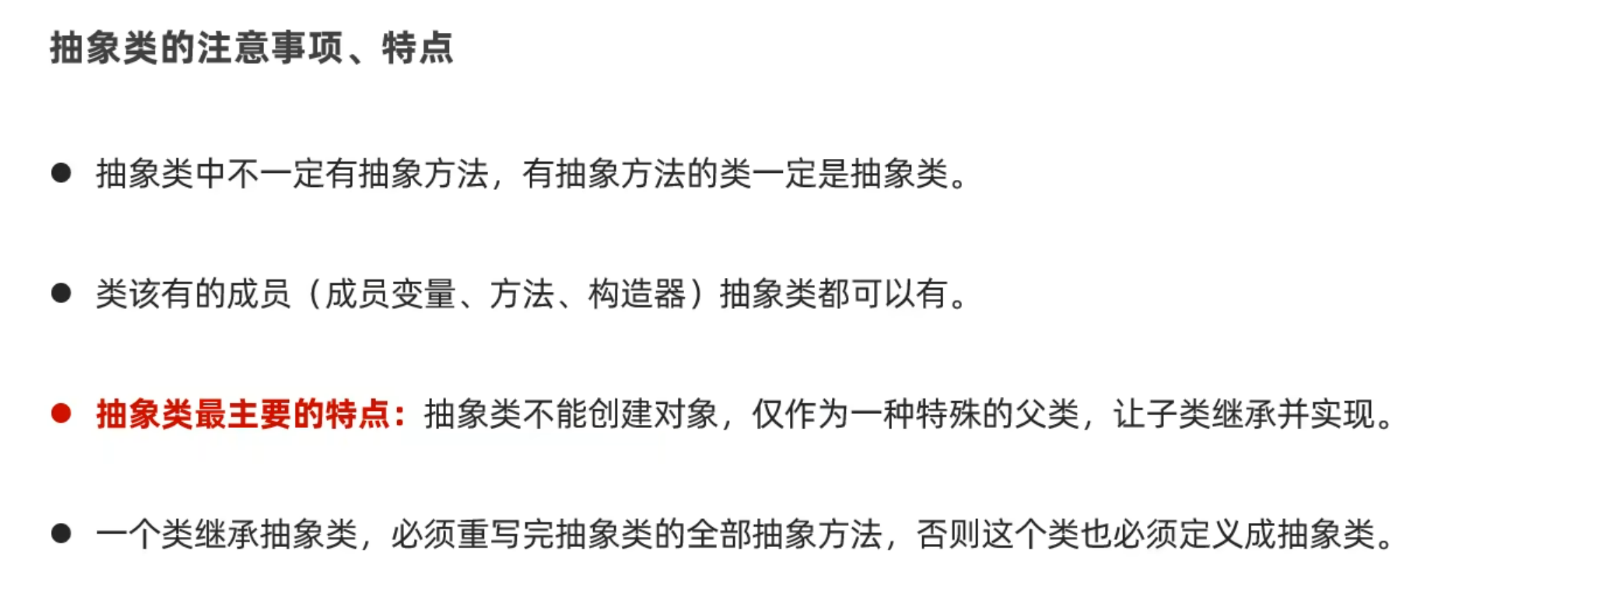 抽象类的注意事项、特点
● 抽象类中不一定有抽象方法，有抽象方法的类一定是抽象类。
● 类该有的成员（成员变量、方法、构造器）抽象类都可以有。
● 抽象类最主要的特点：抽象类不能创建对象，仅作为一种特殊的父类，让子类继承并实现。
● 一个类继承抽象类，必须重写完抽象类的全部抽象方法，否则这个类也必须定义成抽象类。